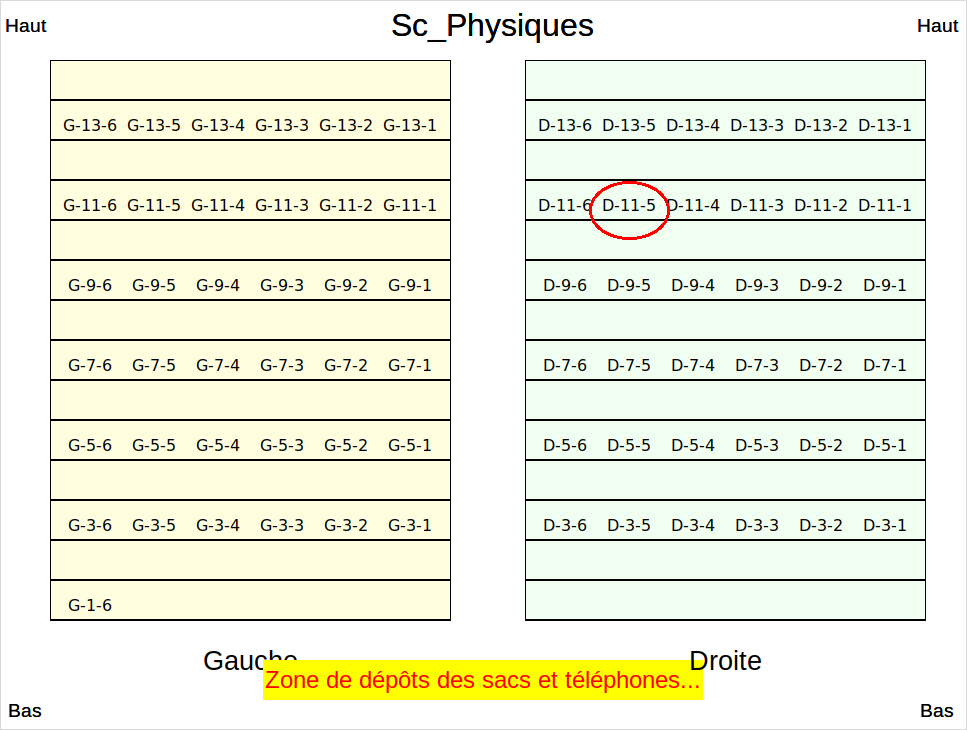 Sc_Physiques
Haut Haut
G-13-6 G-13-5 G-13-4 G-13-3 G-13-2 G-13-1 D-13-6 D-13-5 D-13-4 D-13-3 D-13-2 D-13-1
G-11-6 G-11-5 G-11-4 G-11-3 G-11-2 G-11-1 D-11-6 D-11-5 D-11-4 D-11-3 D-11-2 D-11-1
G-9-6 G-9-5 G-9-4 G-9-3 G-9-2 G-9-1 D-9-6 D-9-5 D-9-4 D-9-3 D-9-2 D-9-1
G-7-6 G-7-5 G-7-4 G-7-3 G-7-2 G-7-1 D-7-6 D-7-5 D-7-4 D-7-3 D-7-2 D-7-1
G-5-6 G-5-5 G-5-4 G-5-3 G-5-2 G-5-1 D-5-6 D-5-5 D-5-4 D-5-3 D-5-2 D-5-1
G-3-6 G-3-5 G-3-4 G-3-3 G-3-2 G-3-1 D-3-6 D-3-5 D-3-4 D-3-3 D-3-2 D-3-1
G-1-6
Gauche Droite
Zone de dépôts des sacs et téléphones...
Bas Bas